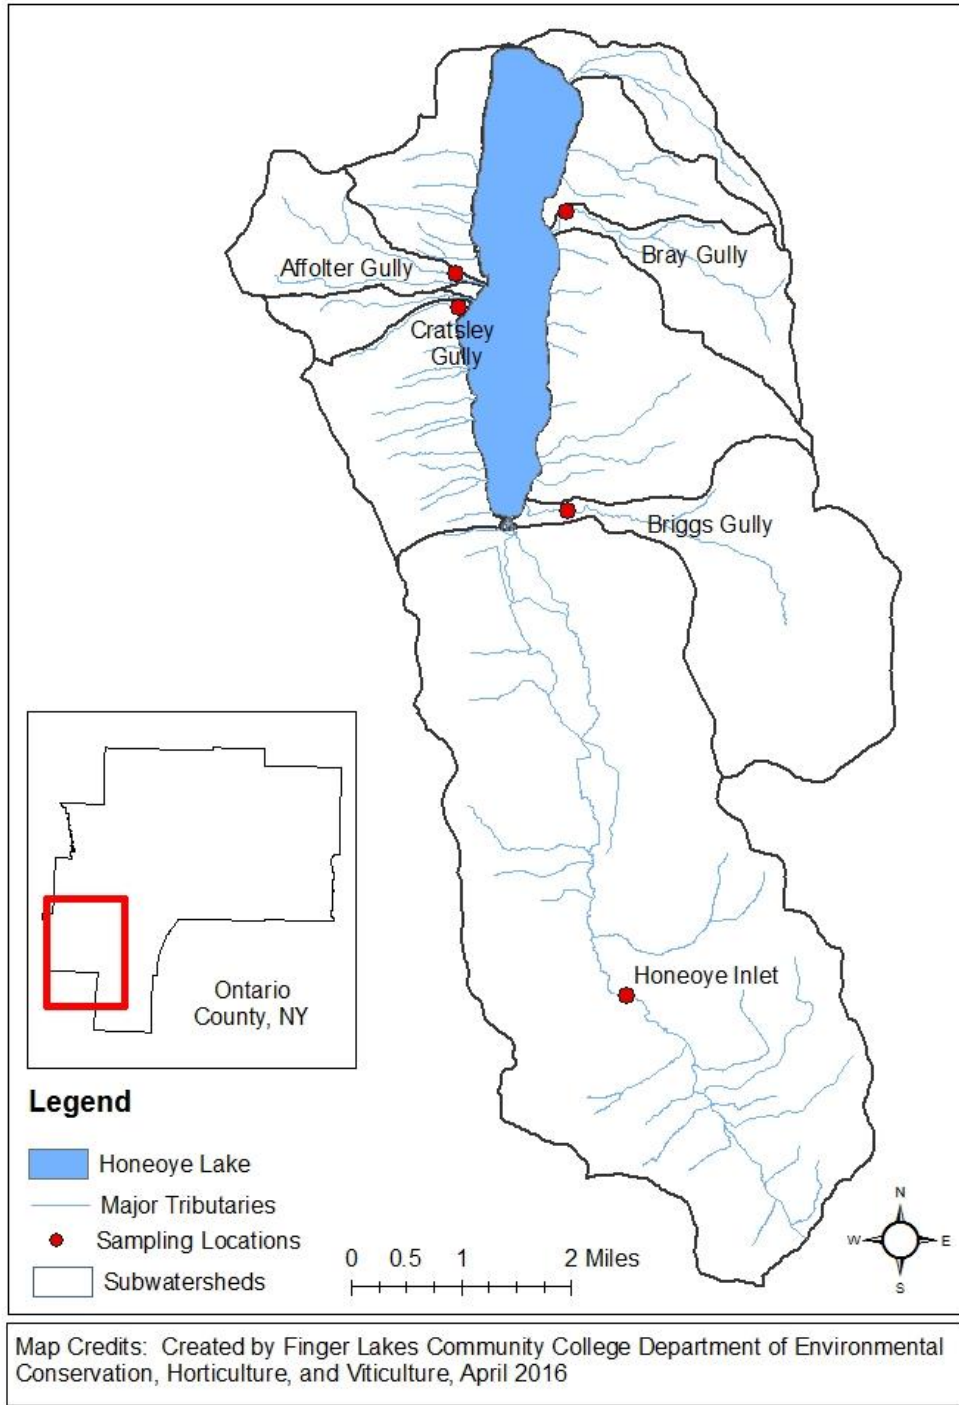 Affolter Gully
Bray Gully
Cratsley
Gully
Briggs Gully
Honeoye Inlet
Ontario
County, NY
Legend
Honeoye Lake
Major Tributaries
Sampling Locations
Subwatersheds
0 0.5 1 2 Miles
N
W E
S
Map Credits: Created by Finger Lakes Community College Department of Environmental
Conservation, Horticulture, and Viticulture, April 2016